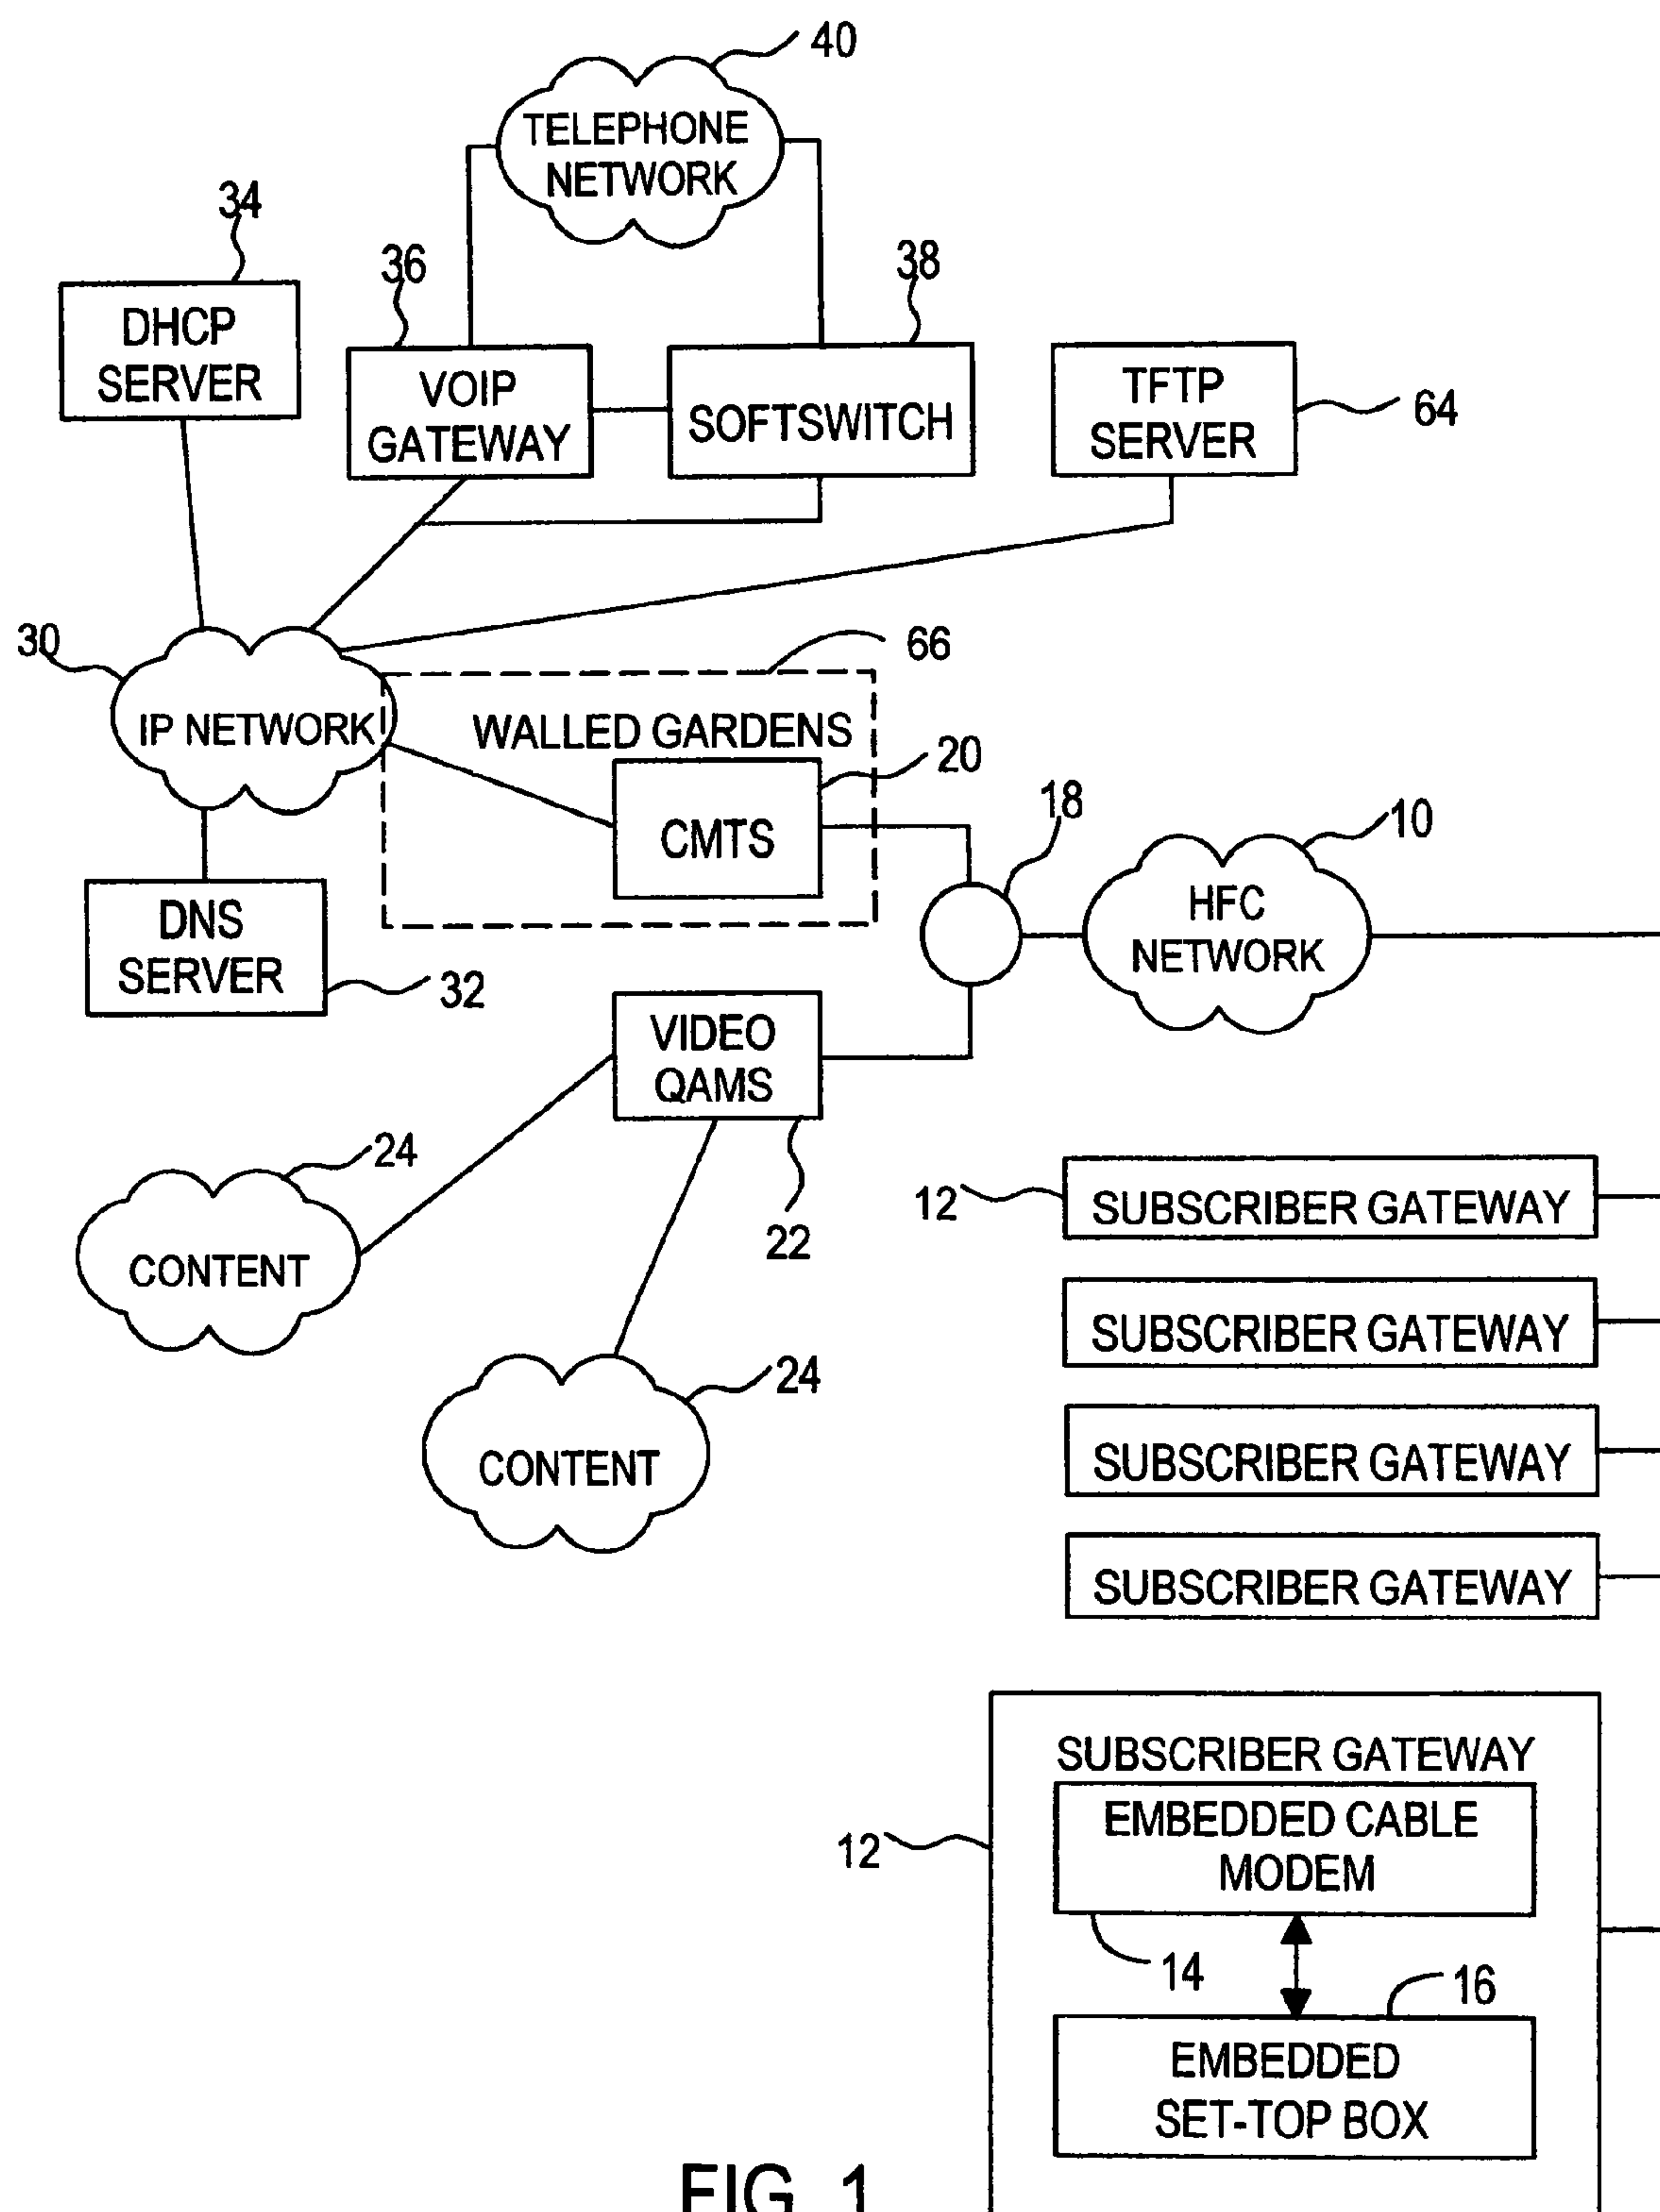 40
TELEPHONE
NETWORK
34
36
38
DHCP
SERVER
VOIP
GATEWAY
SOFTSWITCH
TFTP
SERVER
64
30
66
IP NETWORK
WALLED GARDENS
20
CMTS
18
10
HFC
NETWORK
DNS
SERVER
32
VIDEO
QAMS
22
24
CONTENT
24
CONTENT
12
SUBSCRIBER GATEWAY
SUBSCRIBER GATEWAY
SUBSCRIBER GATEWAY
SUBSCRIBER GATEWAY
SUBSCRIBER GATEWAY
12
EMBEDDED CABLE
MODEM
14
16
EMBEDDED
SET-TOP BOX
FIG. 1